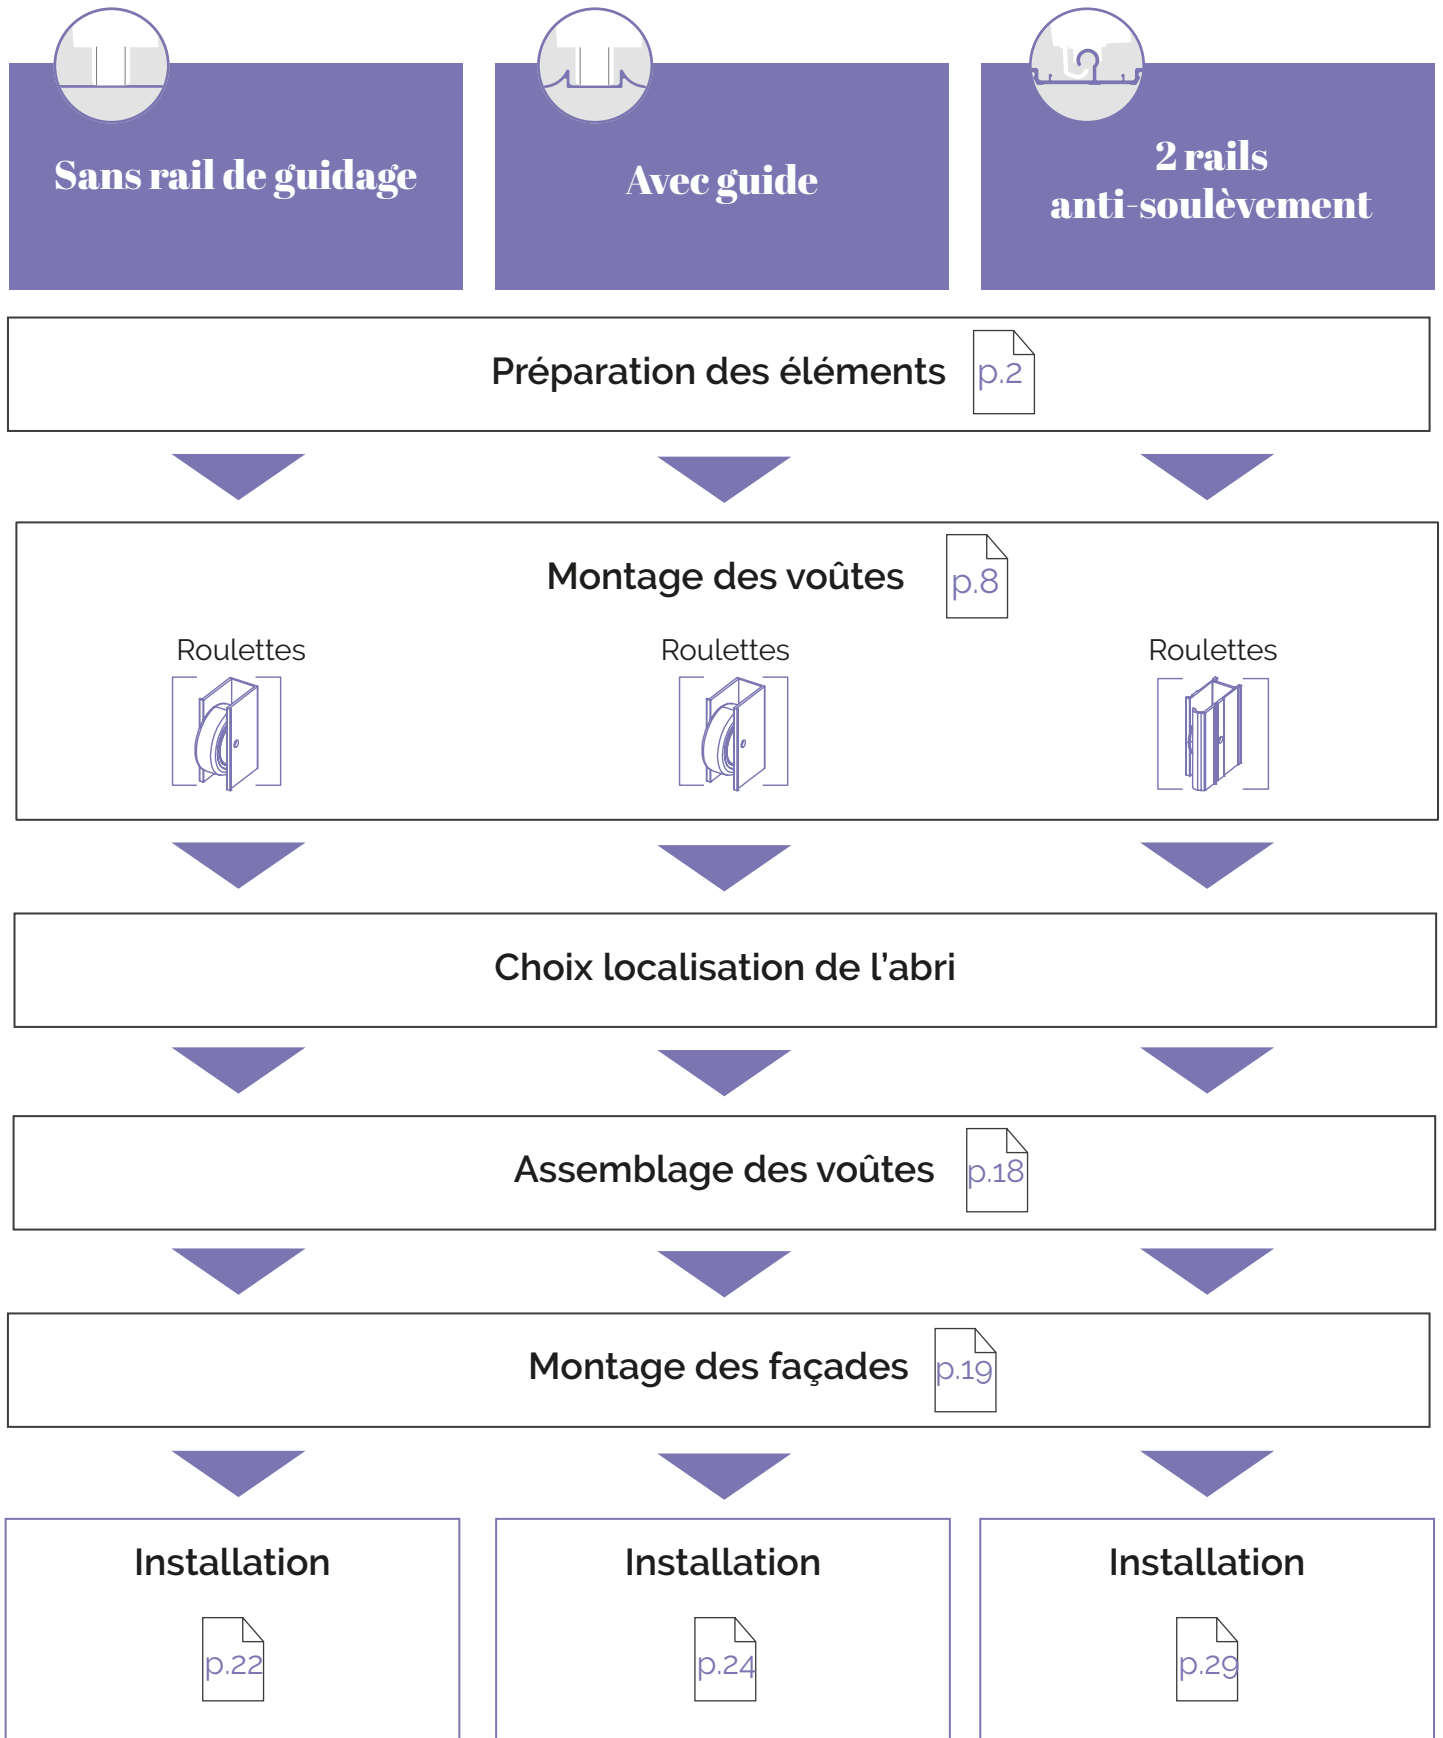 Sans rail de guidage
Avec guide
2 rails
anti-soulèvement
Préparation des éléments
p.2
Montage des voûtes
p.8
Roulettes
Roulettes
Roulettes
Choix localisation de l’abri
Assemblage des voûtes
p.18
Montage des façades
p.19
Installation
p.22
Installation
p.24
Installation
p.29